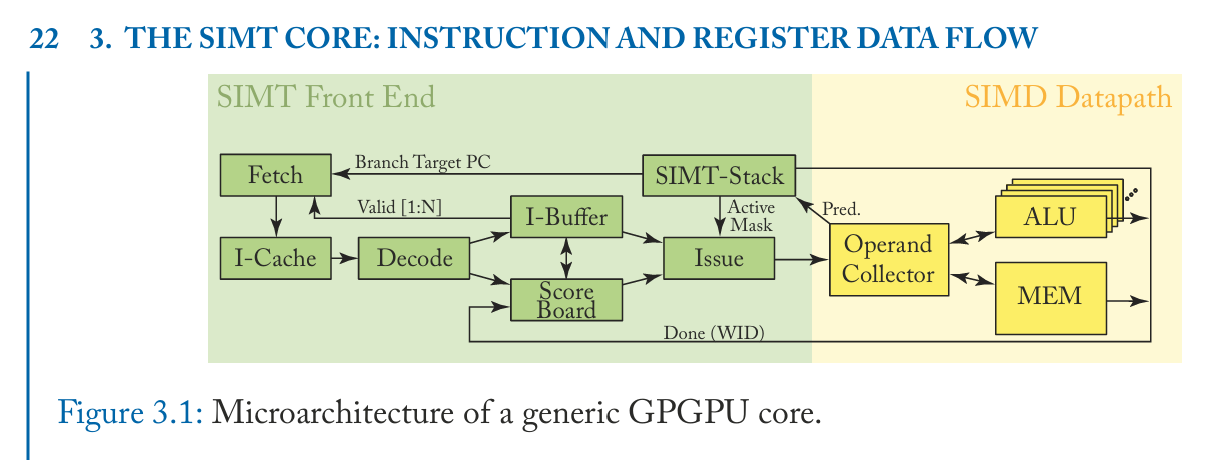 22 3. THE SIMT CORE: INSTRUCTION AND REGISTER DATA FLOW
SIMT Front End
SIMD Datapath
Fetch
Branch Target PC
SIMT-Stack
Valid [1:N]
I-Buffer
Active
Mask
Pred.
ALU
I-Cache
Decode
Issue
Operand
Collector
Score
Board
MEM
Done (WID)
Figure 3.1: Microarchitecture of a generic GPGPU core.